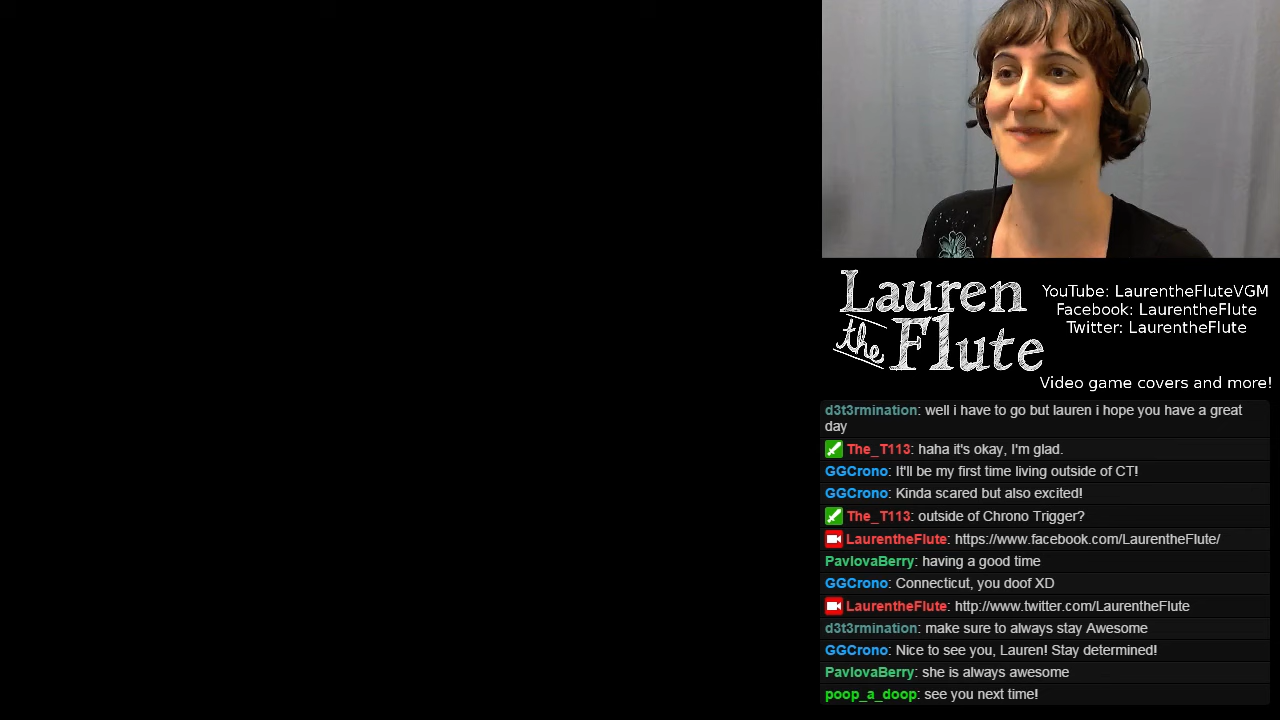 Lauren
the Flute
YouTube: LaurentheFluteVGM
Facebook: LaurentheFlute
Twitter: LaurentheFlute
Video game covers and more!
d3t3rmination: well i have to go but lauren i hope you have a great
day
The_T113: haha it's okay, I'm glad.
GGCrono: It'll be my first time living outside of CT!
GGCrono: Kinda scared but also excited!
The_T113: outside of Chrono Trigger?
LaurentheFlute: https://www.facebook.com/LaurentheFlute/
PavlovaBerry: having a good time
GGCrono: Connecticut, you doof XD
LaurentheFlute: http://www.twitter.com/LaurentheFlute
d3t3rmination: make sure to always stay Awesome
GGCrono: Nice to see you, Lauren! Stay determined!
PavlovaBerry: she is always awesome
poop_a_doop: see you next time!